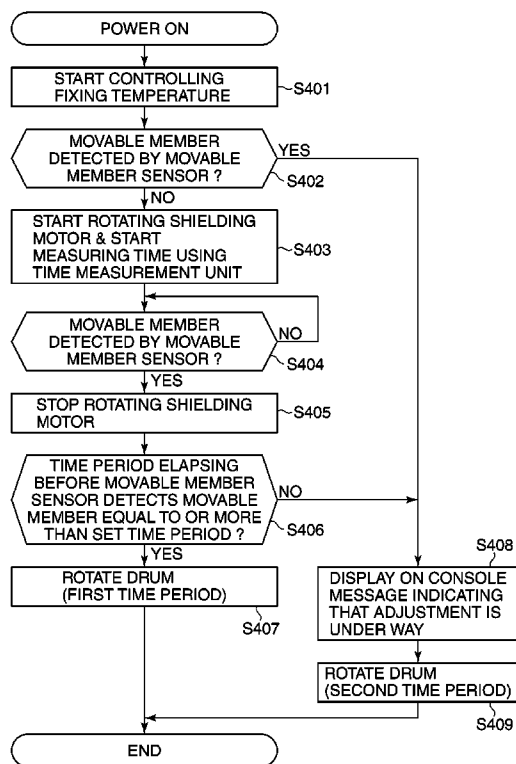 POWER ON
START CONTROLLING
FIXING TEMPERATURE
S401
MOVABLE MEMBER
DETECTED BY MOVABLE
MEMBER SENSOR ?
YES
S402
NO
START ROTATING SHIELDING
MOTOR & START
MEASURING TIME USING
TIME MEASUREMENT UNIT
S403
MOVABLE MEMBER
DETECTED BY MOVABLE
MEMBER SENSOR ?
NO
S404
YES
STOP ROTATING SHIELDING
MOTOR
S405
TIME PERIOD ELAPSING
BEFORE MOVABLE MEMBER
SENSOR DETECTS MOVABLE
MEMBER EQUAL TO OR MORE
THAN SET TIME PERIOD ?
NO
S406
YES
ROTATE DRUM
(FIRST TIME PERIOD)
S407
S408
DISPLAY ON CONSOLE
MESSAGE INDICATING
THAT ADJUSTMENT IS
UNDER WAY
ROTATE DRUM
(SECOND TIME PERIOD)
S409
END